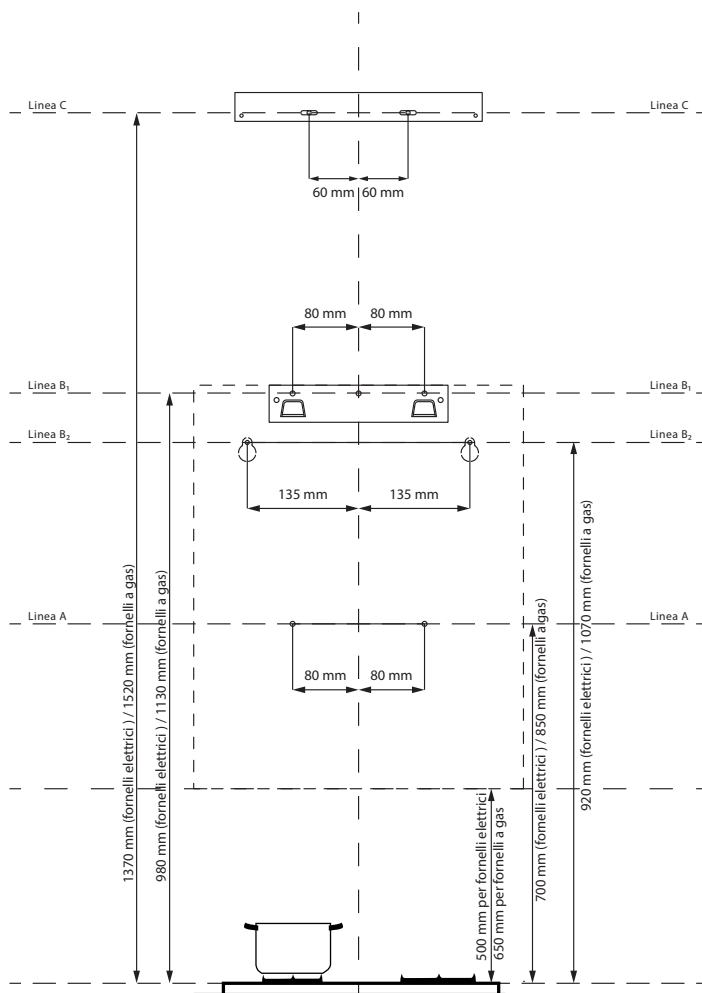 Linea C
Linea C
60 mm
60 mm
80 mm
80 mm
Linea B₁
Linea B₁
Linea B₂
Linea B₂
135 mm
135 mm
Linea A
Linea A
80 mm
80 mm
1370 mm (fornelli elettrici ) / 1520 mm (fornelli a gas)
980 mm (fornelli elettrici ) / 1130 mm (fornelli a gas)
500 mm per fornelli elettrici
650 mm per fornelli a gas
700 mm (fornelli elettrici ) / 850 mm (fornelli a gas)
920 mm (fornelli elettrici ) / 1070 mm (fornelli a gas)